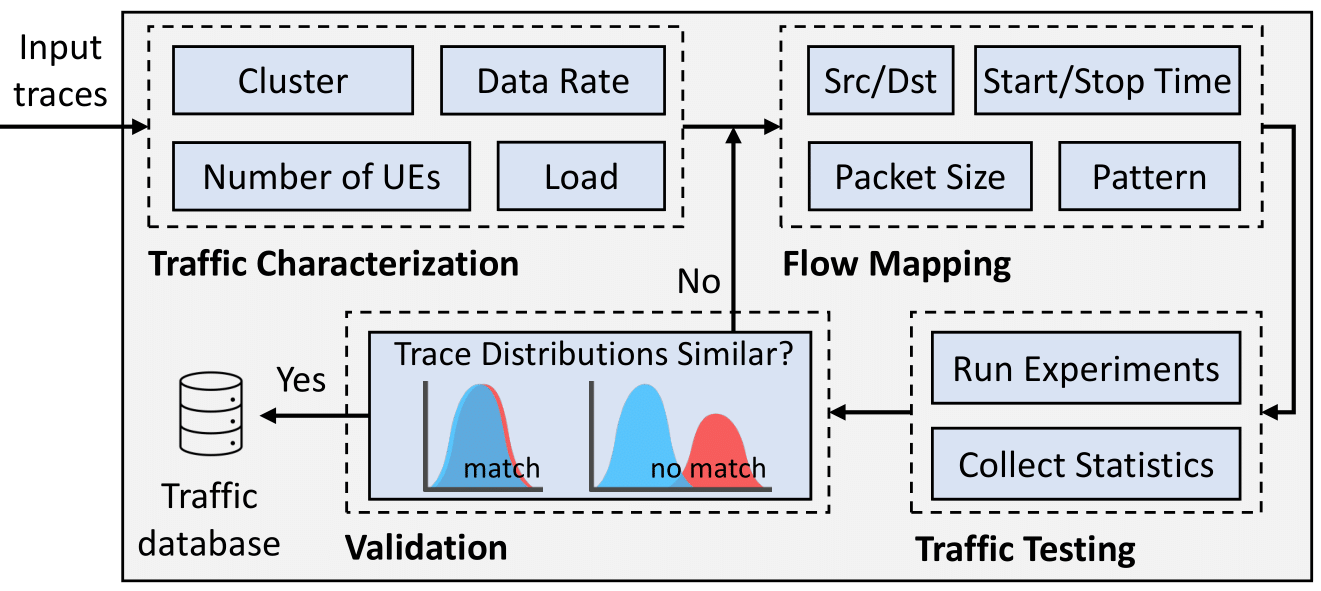 Input
traces
Cluster
Data Rate
Number of UEs
Load
Traffic Characterization
Src/Dst
Start/Stop Time
Packet Size
Pattern
Flow Mapping
No
Trace Distributions Similar?
match
no match
Validation
Yes
Traffic
database
Run Experiments
Collect Statistics
Traffic Testing